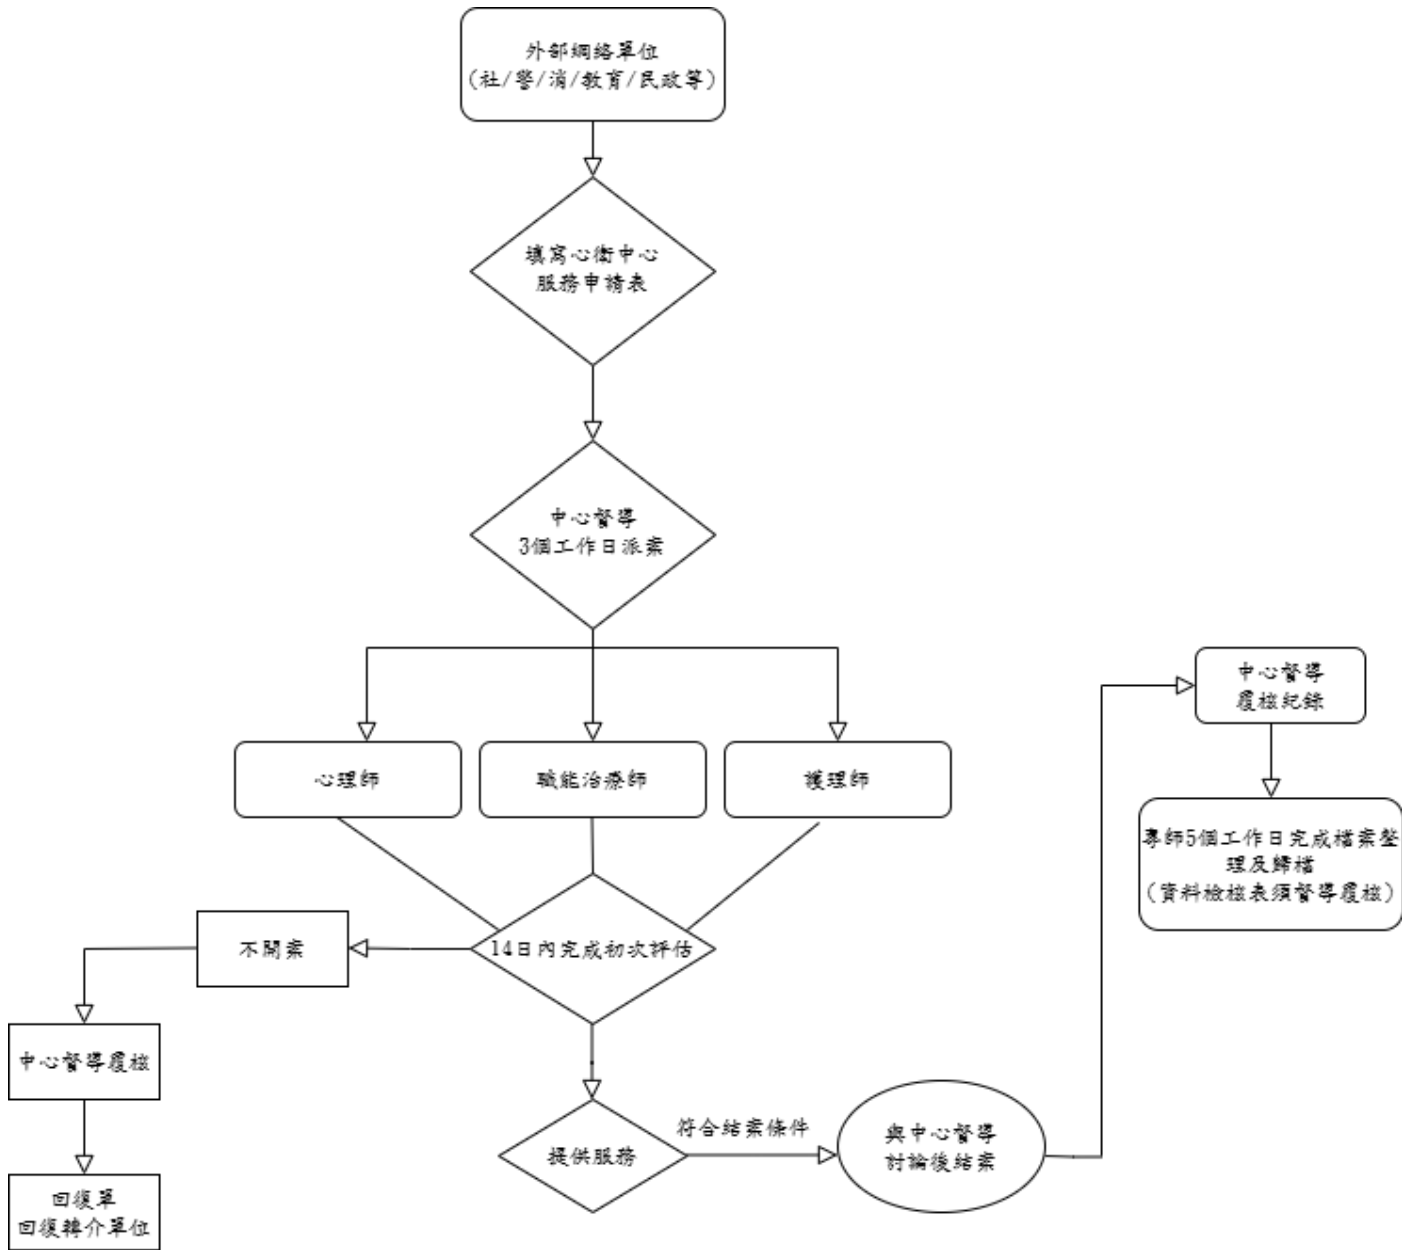 外部網絡單位
(社/警/消/教育/民政等)
填寫心衛中心
服務申請表
中心督導
3個工作日派案
心理師
職能治療師
護理師
14日內完成初次評估
不開案
中心督導覆核
回復單
回復轉介單位
提供服務
符合結案條件
與中心督導
討論後結案
中心督導
覆核紀錄
專師5個工作日完成檔案整
理及歸檔
(資料檢核表須督導覆核)